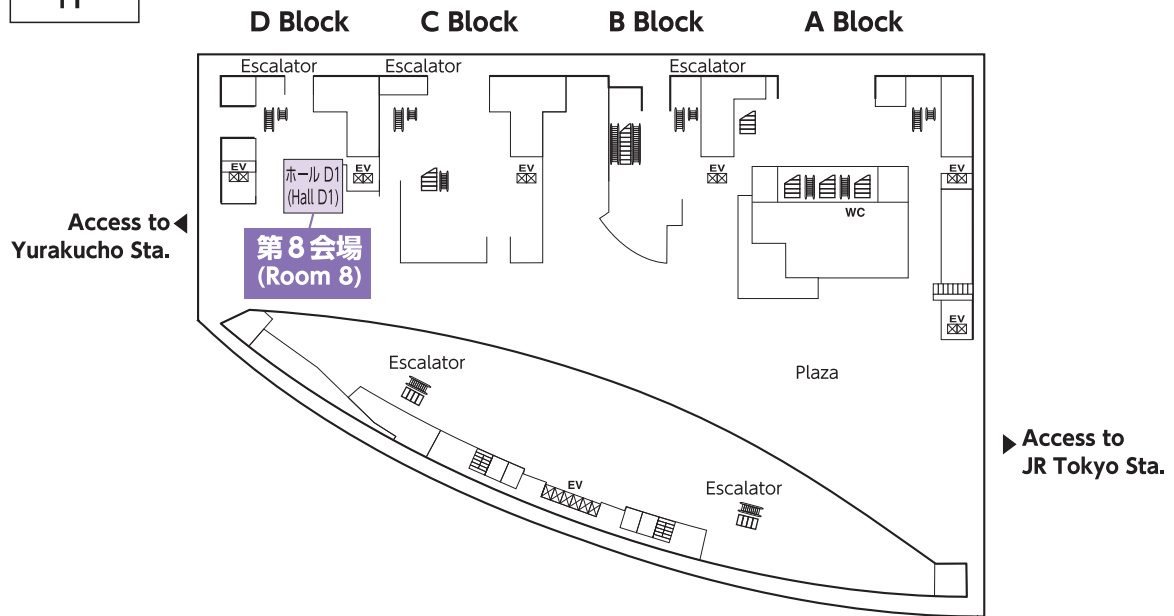 D Block
C Block
B Block
A Block
Escalator
Escalator
Escalator
EV
ホール D1
(Hall D1)
EV
EV
EV
EV
WC
Access to
Yurakucho Sta.
第8会場
(Room 8)
EV
Escalator
Plaza
Access to
JR Tokyo Sta.
EV
Escalator